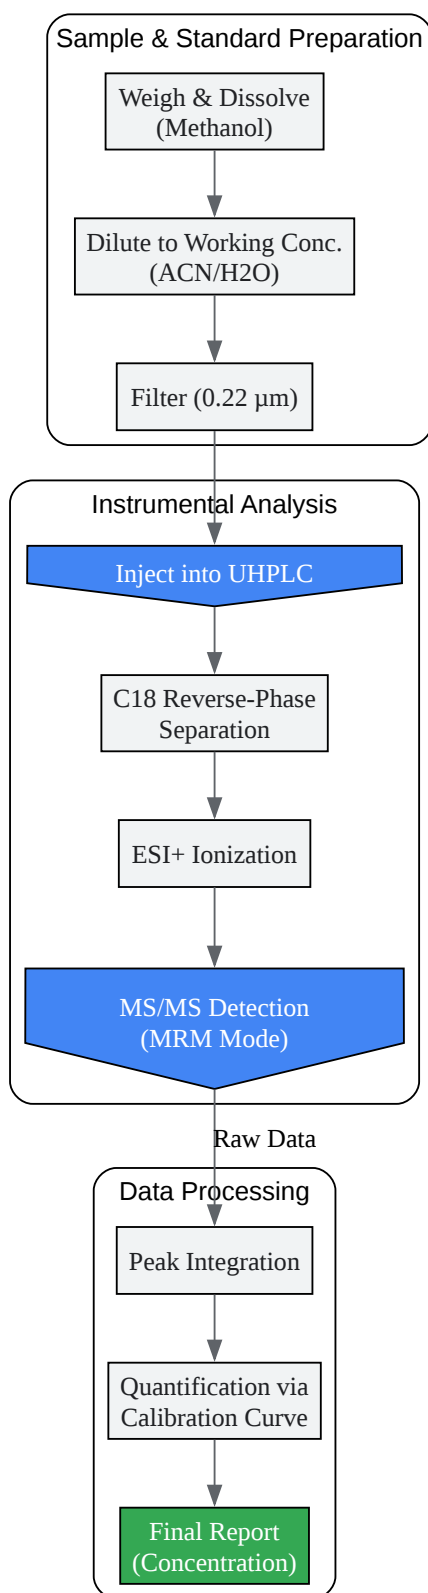 Sample & Standard Preparation
Weigh & Dissolve
(Methanol)
Dilute to Working Conc.
(ACN/H2O)
Filter (0.22 µm)
Instrumental Analysis
Inject into UHPLC
C18 Reverse-Phase
Separation
ESI+ Ionization
MS/MS Detection
(MRM Mode)
Raw Data
Data Processing
Peak Integration
Quantification via
Calibration Curve
Final Report
(Concentration)